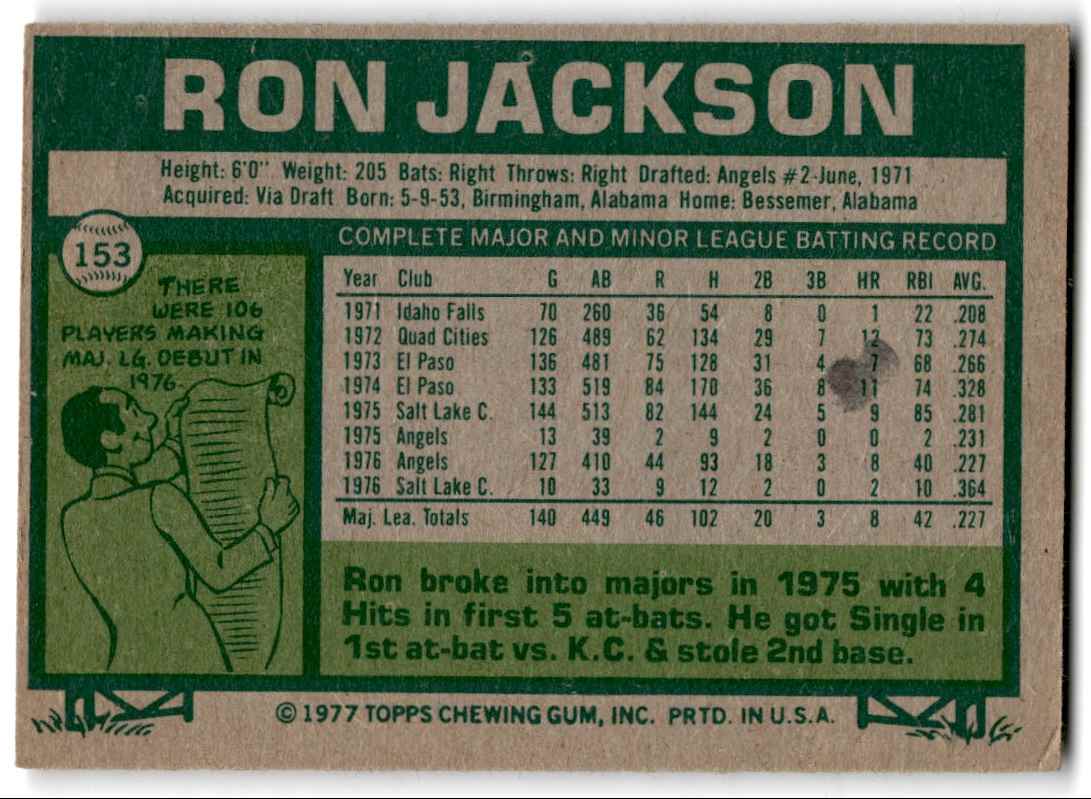 RON JACKSON
Height: 6'0" Weight: 205 Bats: Right Throws: Right Drafted: Angels #2-June, 1971
Acquired: Via Draft Born: 5-9-53, Birmingham, Alabama Home: Bessemer, Alabama
153
THERE
WERE 106
PLAYERS MAKING
MAJ. LG. DEBUT IN
1976.
COMPLETE MAJOR AND MINOR LEAGUE BATTING RECORD
Year Club G AB R H 2B 3B HR RBI AVG.
1971 Idaho Falls 70 260 36 54 8 0 1 22 .208
1972 Quad Cities 126 489 62 134 29 7 12 73 .274
1973 El Paso 136 481 75 128 31 4 7 68 .266
1974 El Paso 133 519 84 170 36 8 11 74 .328
1975 Salt Lake C. 144 513 82 144 24 5 9 85 .281
1975 Angels 13 39 2 9 2 0 0 2 .231
1976 Angels 127 410 44 93 18 3 8 40 .227
1976 Salt Lake C. 10 33 9 12 2 0 2 10 .364
Maj. Lea. Totals 140 449 46 102 20 3 8 42 .227
Ron broke into majors in 1975 with 4
Hits in first 5 at-bats. He got Single in
1st at-bat vs. K.C. & stole 2nd base.
© 1977 TOPPS CHEWING GUM, INC. PRTD. IN U.S.A.